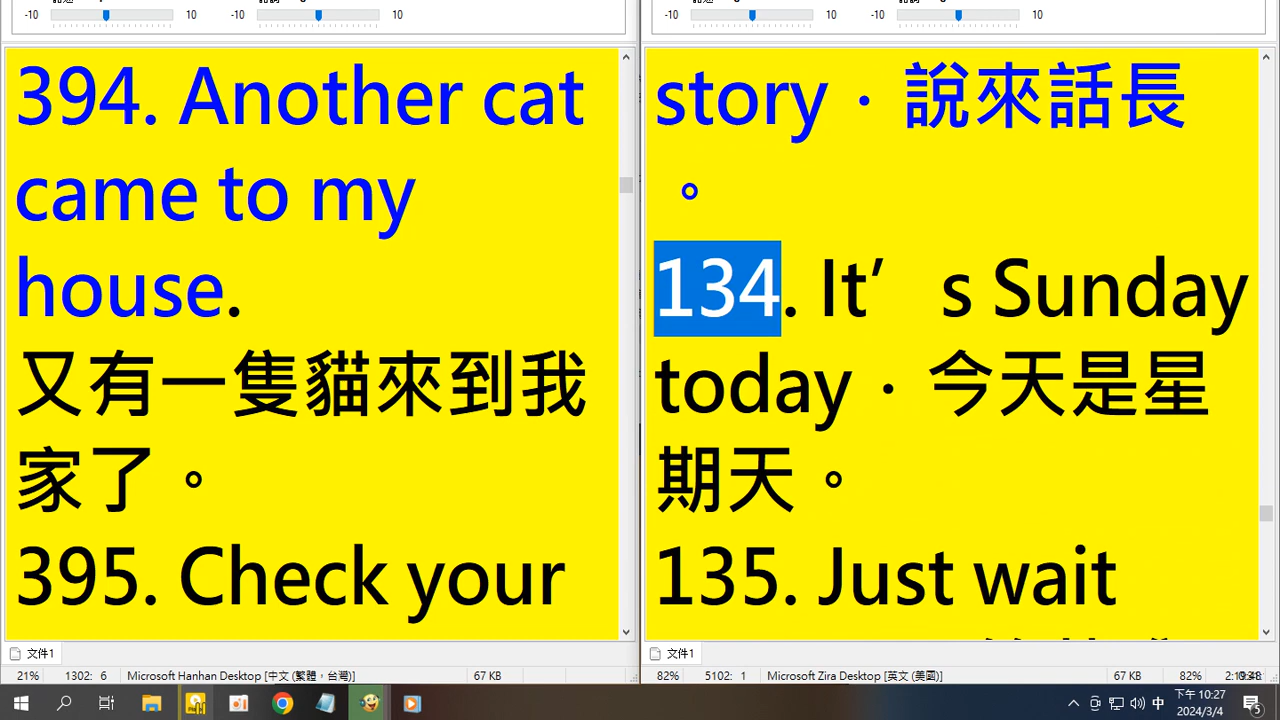 -10 10 -10 10
394. Another cat
came to my
house.
又有一隻貓來到我
家了。
395. Check your
文件1
21% 1302: 6 Microsoft Hanhan Desktop [中文 (繁體，台灣)] 67 KB
-10 10 -10 10
story．說來話長
。
134. It’s Sunday
today．今天是星
期天。
135. Just wait
文件1
82% 5102: 1 Microsoft Zira Desktop [英文 (美國)] 67 KB 82%
中 下午 10:27
2024/3/4
5